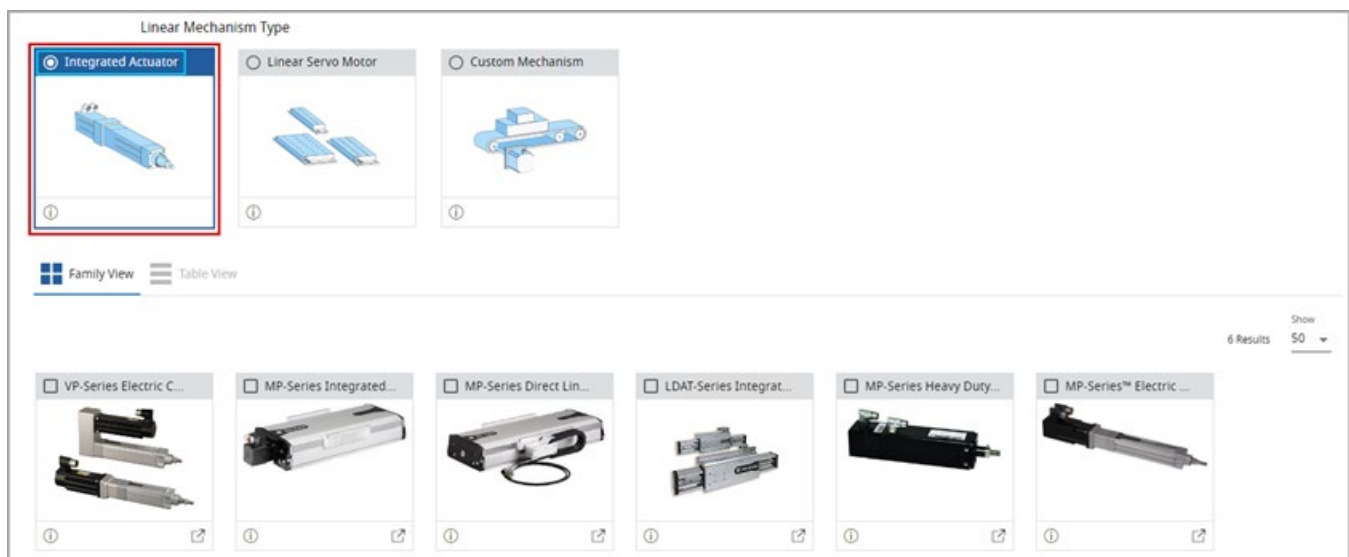 Linear Mechanism Type
Integrated Actuator
Linear Servo Motor
Custom Mechanism
Family View
Table View
Show
6 Results
50
VP-Series Electric C...
MP-Series Integrated...
MP-Series Direct Lin...
LDAT-Series Integrat...
MP-Series Heavy Duty...
MP-Series™ Electric ...